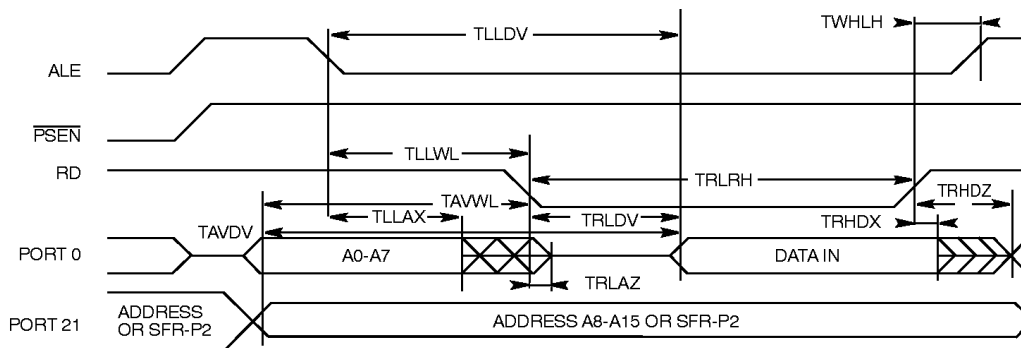 TLLDV
TWHLH
ALE
PSEN
TLLWL
RD
TRLRH
TAVWL
TRHDZ
TLLAX
TRLDV
TRHDX
TAVDV
PORT 0
A0-A7
DATA IN
TRLAZ
ADDRESS
OR SFR-P2
PORT 21
ADDRESS A8-A15 OR SFR-P2